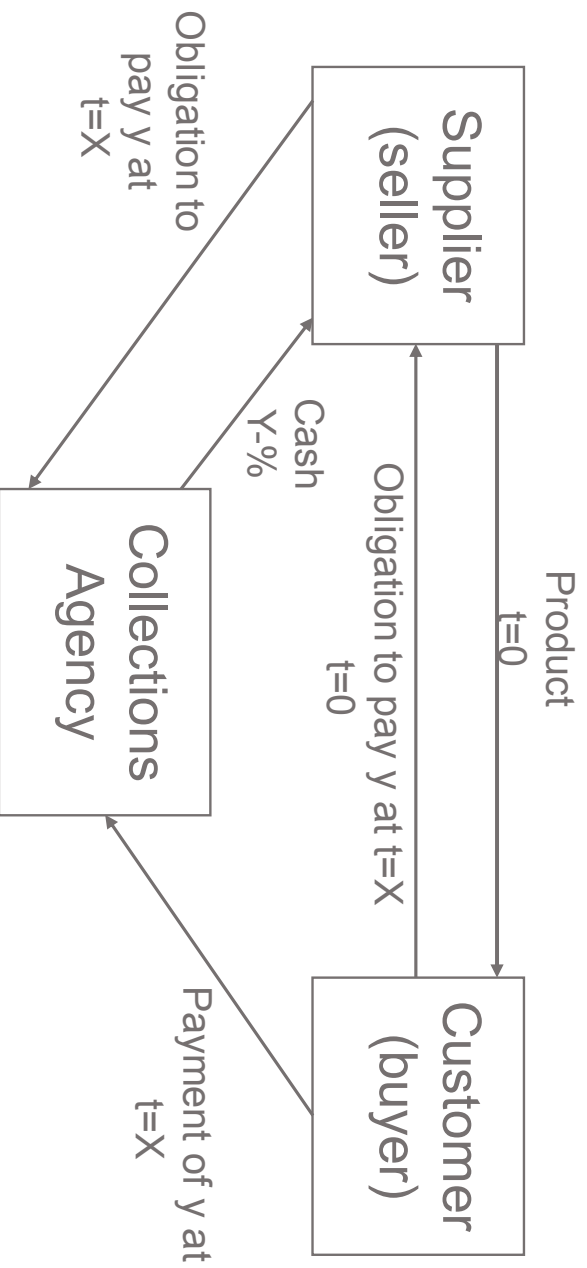 Product
t=0
Supplier
(seller)
Customer
(buyer)
Obligation to pay y at t=X
t=0
Cash
Y-%
Obligation to
pay y at
t=X
Payment of y at
t=X
Collections
Agency